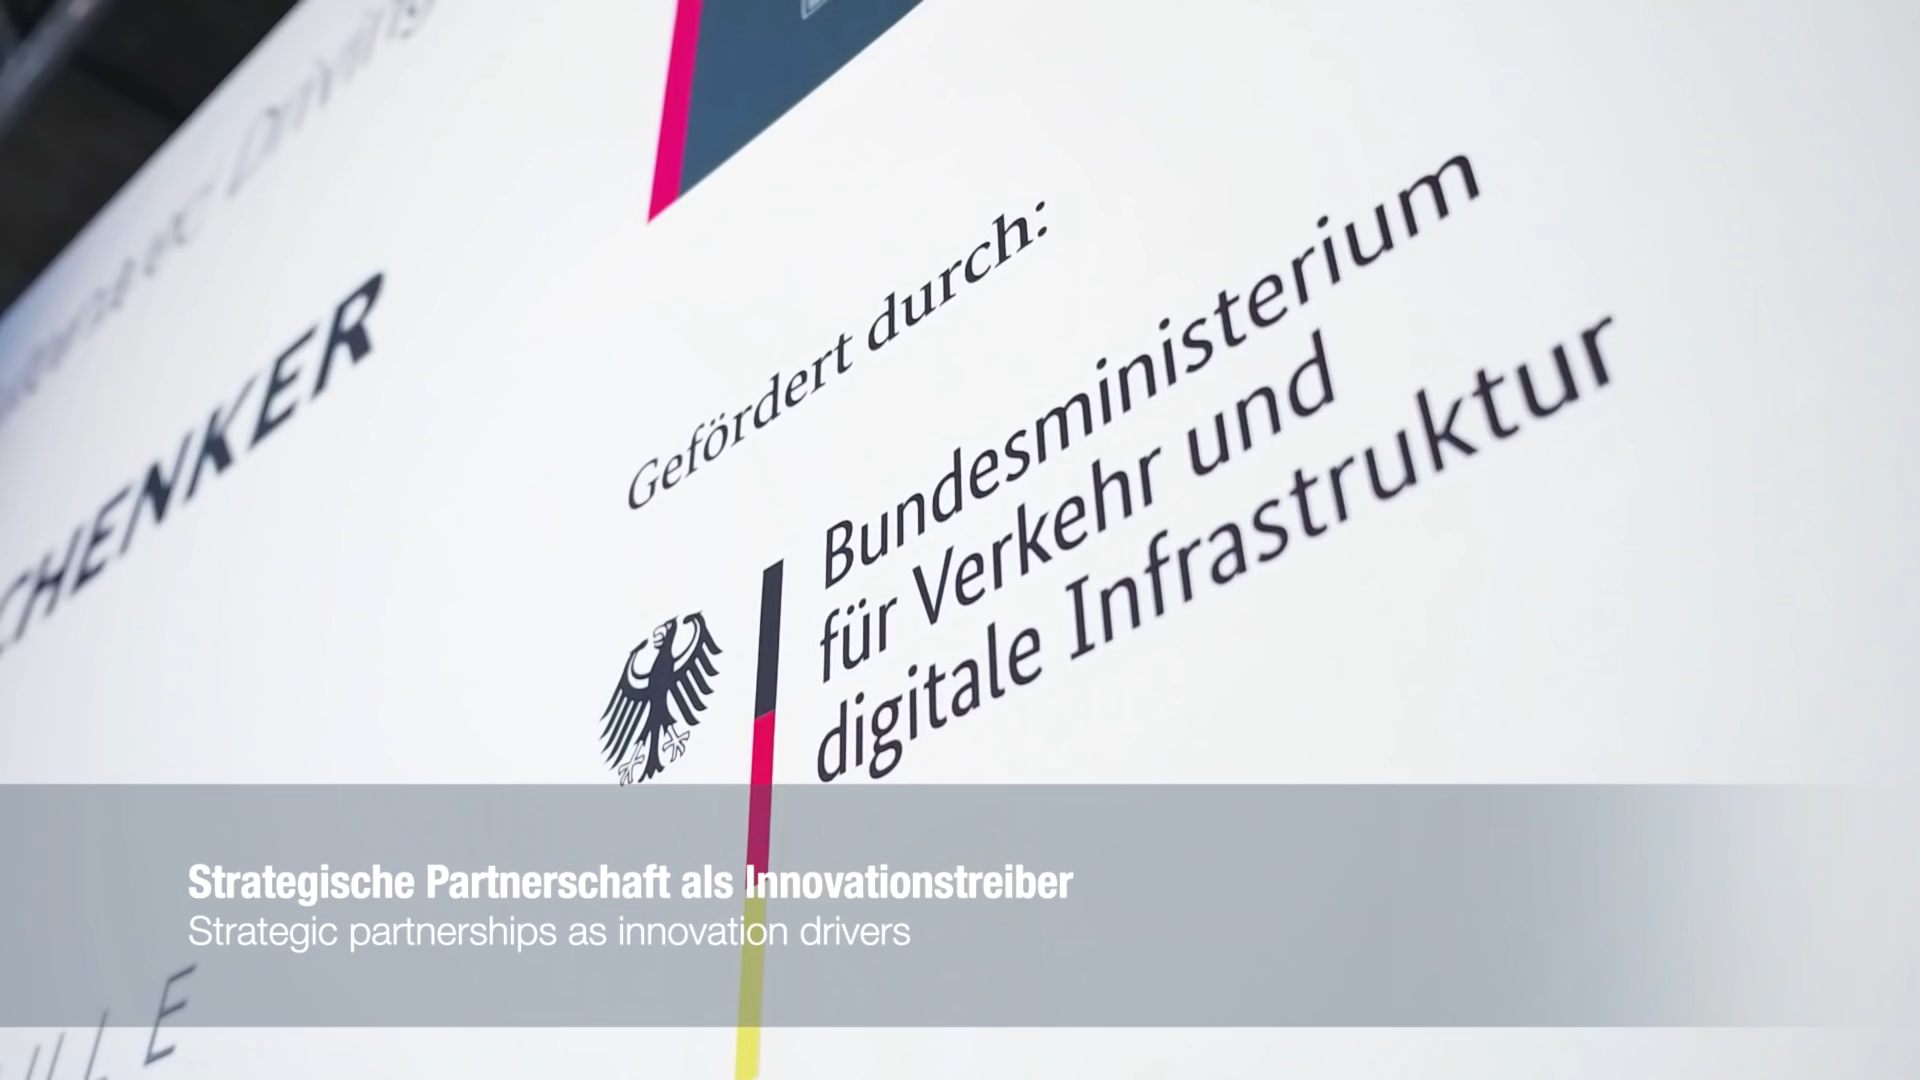 CHENKER
Gefördert durch:
Bundesministerium
für Verkehr und
digitale Infrastruktur
Strategische Partnerschaft als Innovationstreiber
Strategic partnerships as innovation drivers